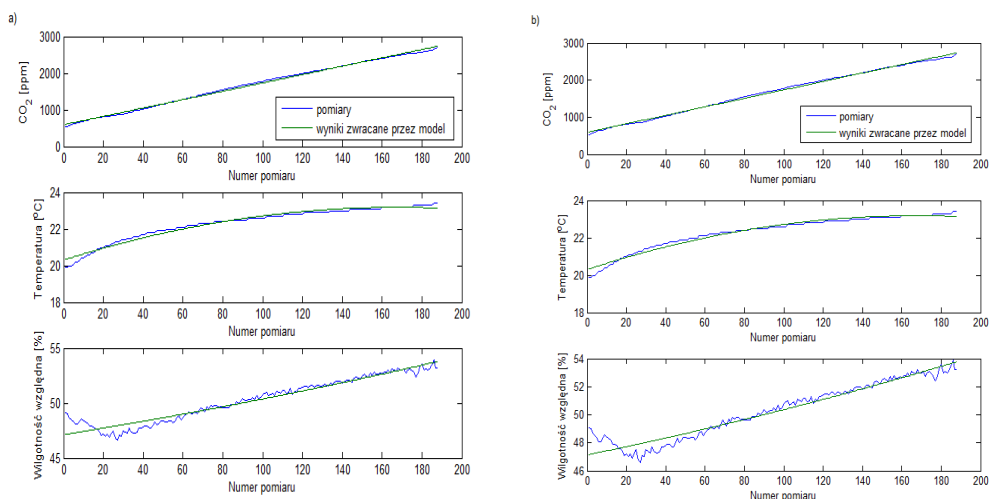 a)
3000
2000
1000
0
CO2 [ppm]
pomiary
wyniki zwracane przez model
0 20 40 60 80 100 120 140 160 180 200
Numer pomiaru
24
22
20
18
Temperatura [°C]
0 20 40 60 80 100 120 140 160 180 200
Numer pomiaru
55
50
45
Wilgotność względna [%]
0 20 40 60 80 100 120 140 160 180 200
Numer pomiaru
b)
3000
2000
1000
0
CO2 [ppm]
pomiary
wyniki zwracane przez model
0 20 40 60 80 100 120 140 160 180 200
Numer pomiaru
24
22
20
18
Temperatura [°C]
0 20 40 60 80 100 120 140 160 180 200
Numer pomiaru
54
52
50
48
46
Wilgotność względna [%]
0 20 40 60 80 100 120 140 160 180 200
Numer pomiaru